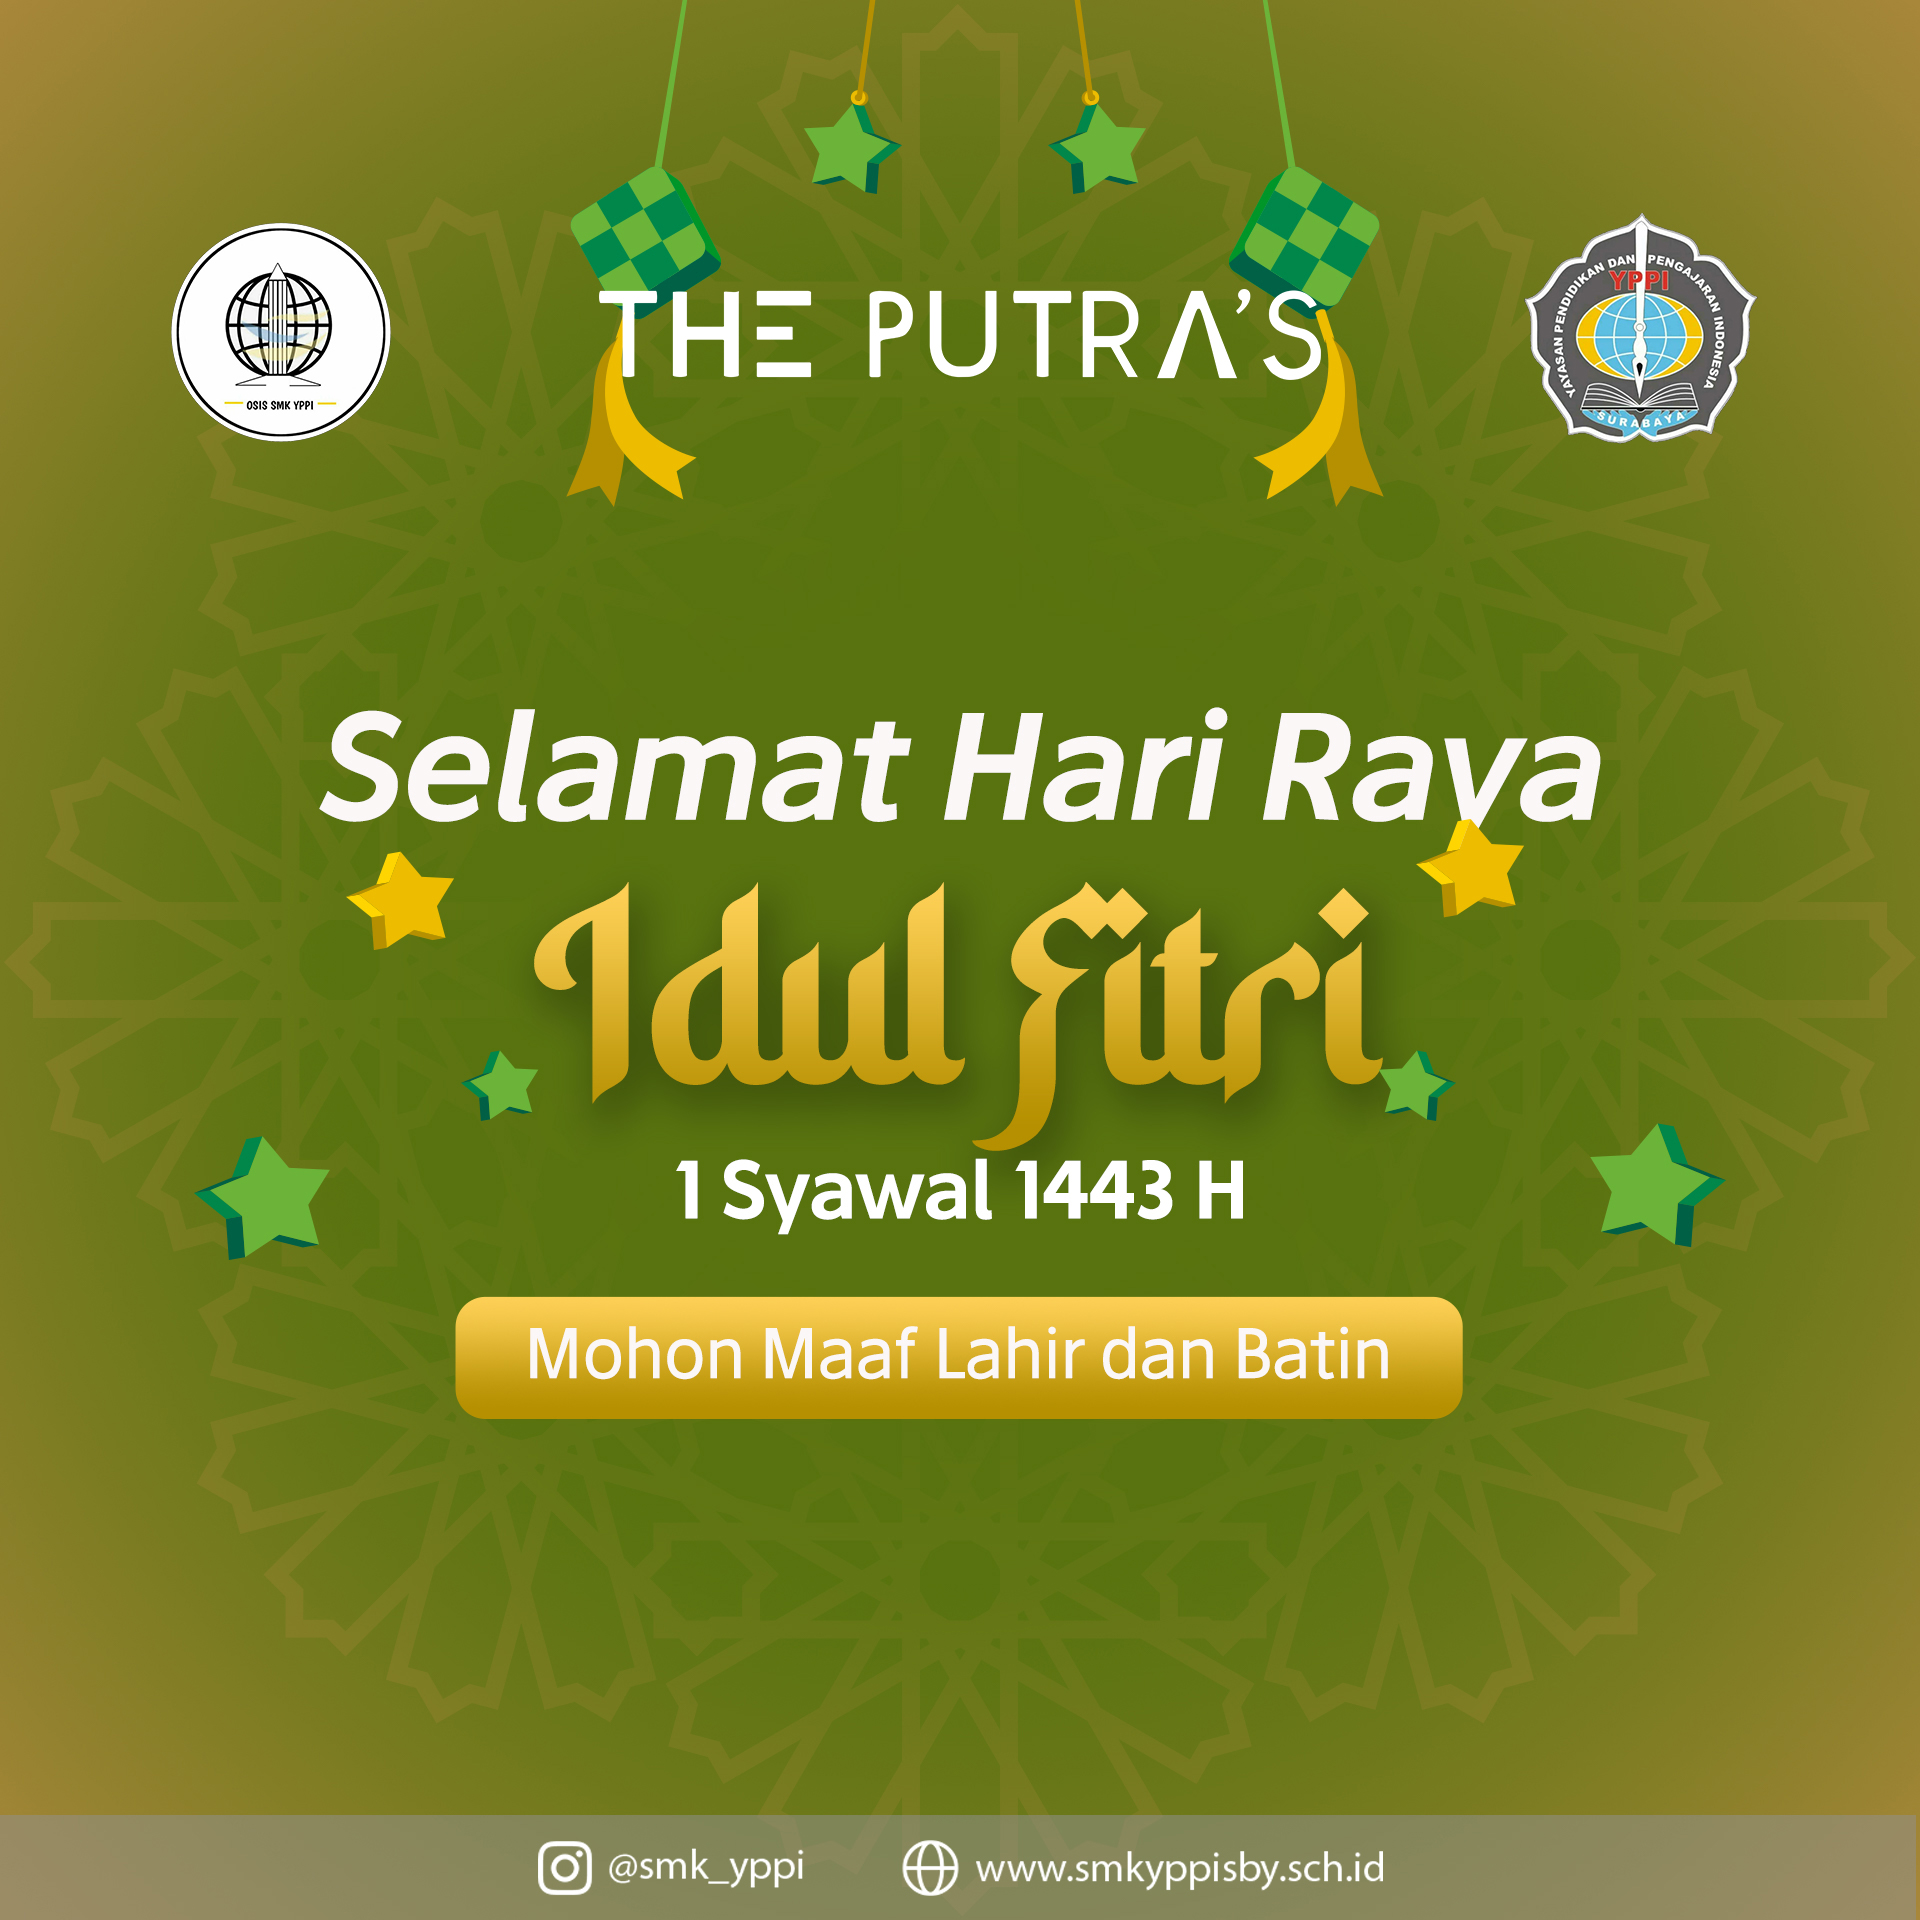 THE PUTRA'S
OSIS SMK YPPI
YAYASAN PENDIDIKAN DAN PENGAJARAN INDONESIA
YPPI
SURABAYA
Selamat Hari Raya
Idul Fitri
1 Syawal 1443 H
Mohon Maaf Lahir dan Batin
@smk_yppi
www.smkyppisby.sch.id